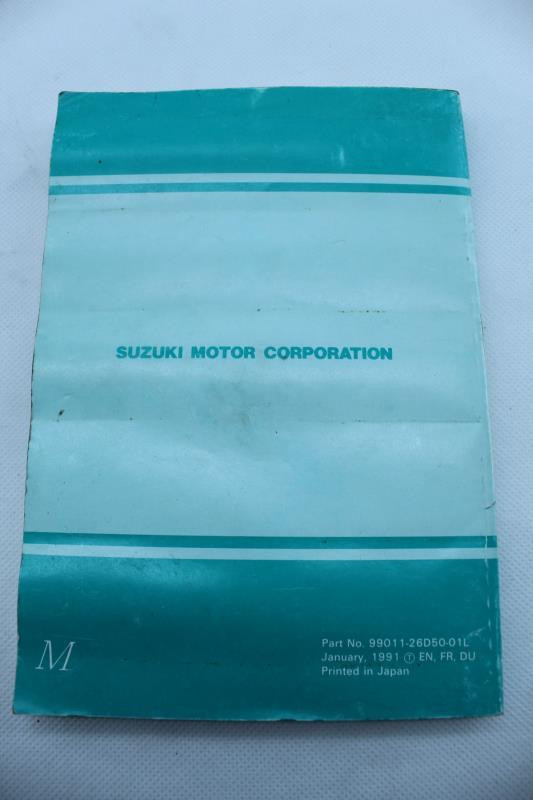 SUZUKI MOTOR CORPORATION
M
Part No. 99011-26D50-01L
January, 1991 Ⓣ EN, FR, DU
Printed in Japan